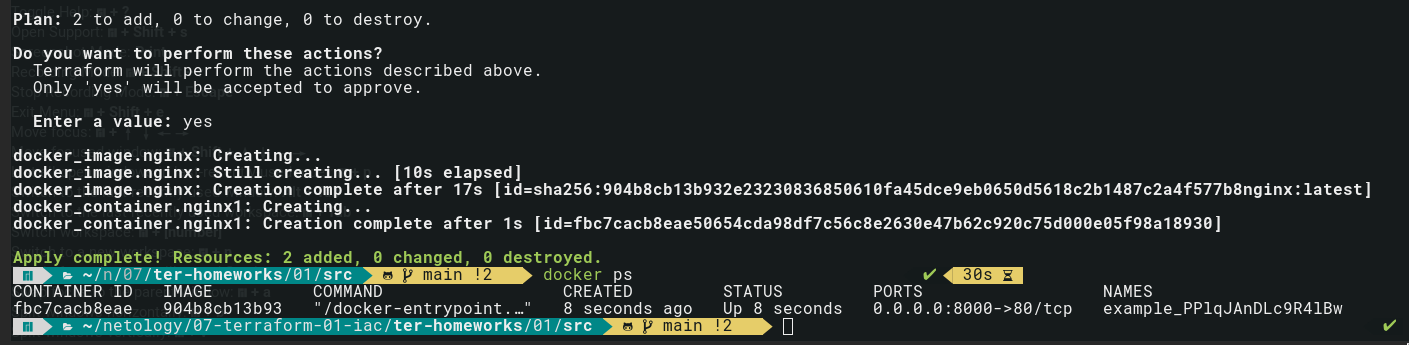 Plan: 2 to add, 0 to change, 0 to destroy.
Do you want to perform these actions?
Terraform will perform the actions described above.
Only 'yes' will be accepted to approve.
Enter a value: yes
docker_image.nginx: Creating...
docker_image.nginx: Still creating... [10s elapsed]
docker_image.nginx: Creation complete after 17s [id=sha256:904b8cb13b932e23230836850610fa45dce9eb0650d5618c2b1487c2a4f577b8nginx:latest]
docker_container.nginx1: Creating...
docker_container.nginx1: Creation complete after 1s [id=fbc7cacb8eae50654cda98df7c56c8e2630e47b62c920c75d000e05f98a18930]
Apply complete! Resources: 2 added, 0 changed, 0 destroyed.
~/n/07/ter-homeworks/01/src main !2 docker ps ✔ 30s
CONTAINER ID IMAGE COMMAND CREATED STATUS PORTS NAMES
fbc7cacb8eae 904b8cb13b93 "/docker-entrypoint.…" 8 seconds ago Up 8 seconds 0.0.0.0:8000->80/tcp example_PPlqJAnDLc9R4lBw
~/netology/07-terraform-01-iac/ter-homeworks/01/src main !2 ✔